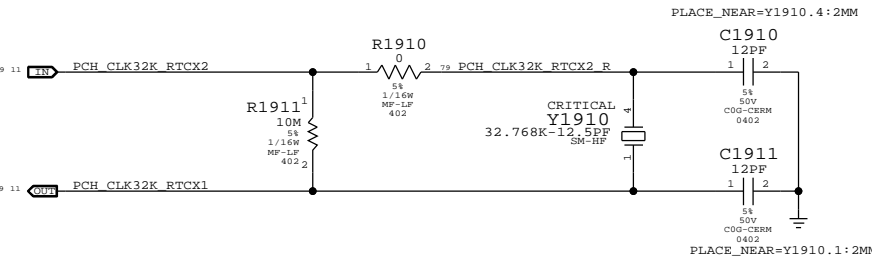 PLACE_NEAR=Y1910.4:2MM
C1910
12PF
1 2
5%
50V
C0G-CERM
0402
R1910
0
1 2 79 PCH_CLK32K_RTCX2_R
5%
1/16W
MF-LF
402
9 11 IN PCH_CLK32K_RTCX2
R1911 1
10M
5%
1/16W
MF-LF
402 2
CRITICAL 4
Y1910
32.768K-12.5PF
SM-HF
1
C1911
12PF
1 2
5%
50V
C0G-CERM
0402
9 11 OUT PCH_CLK32K_RTCX1
PLACE_NEAR=Y1910.1:2MM